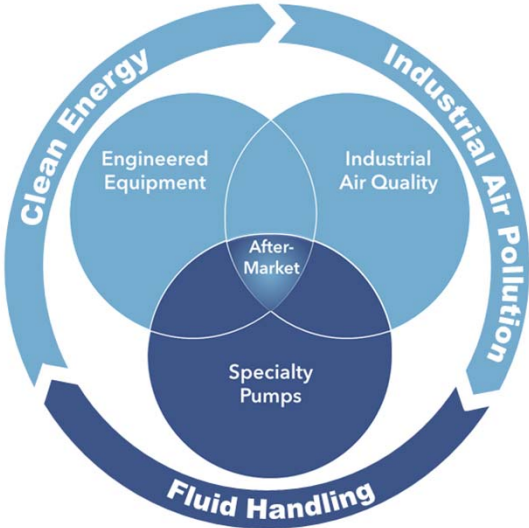 Clean Energy
Industrial Air Pollution
Engineered
Equipment
Industrial
Air Quality
After-
Market
Specialty
Pumps
Fluid Handling